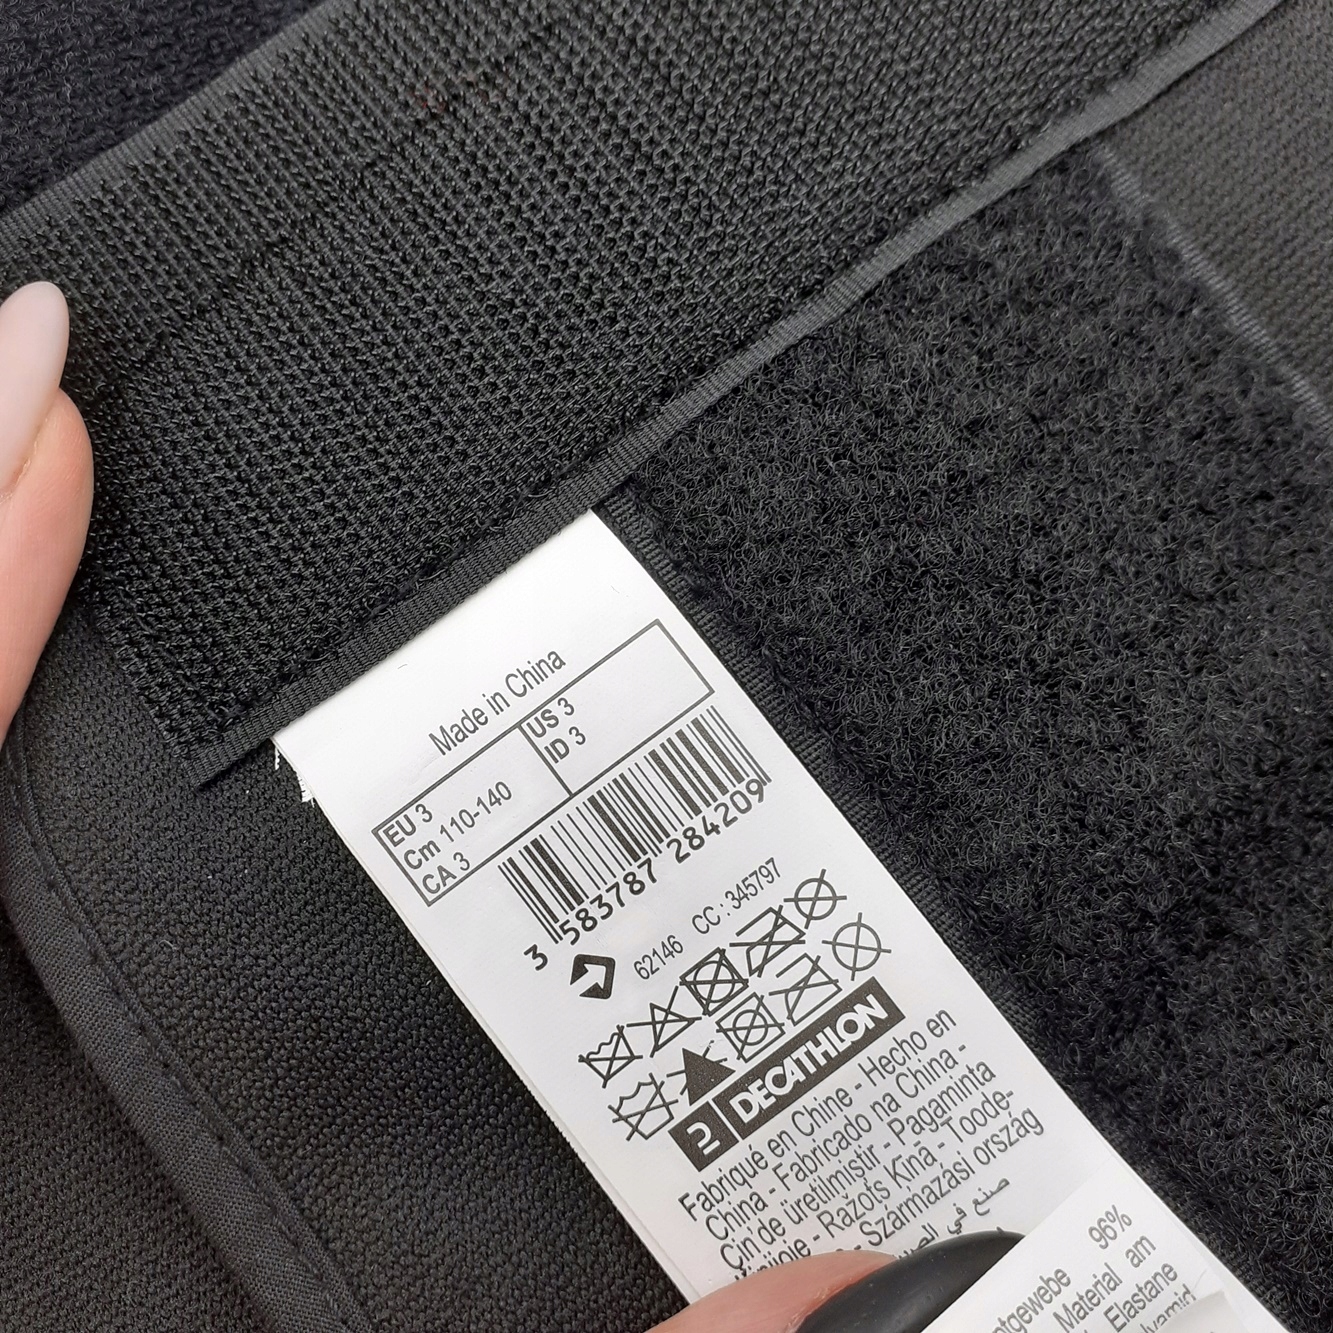 Made in China
EU 3
US 3
Cm 110-140
ID 3
CA 3
3 583787 284209
62146 CC : 345797
2 DECATHLON
Fabriqué en Chine - Hecho en
China - Fabricado na China -
Çin'de üretilmiştir - Pagaminta
Kinijoje - Ražots Ķīnā - Toode-
- Származási ország
صنع في
96%
Material am
Elastane